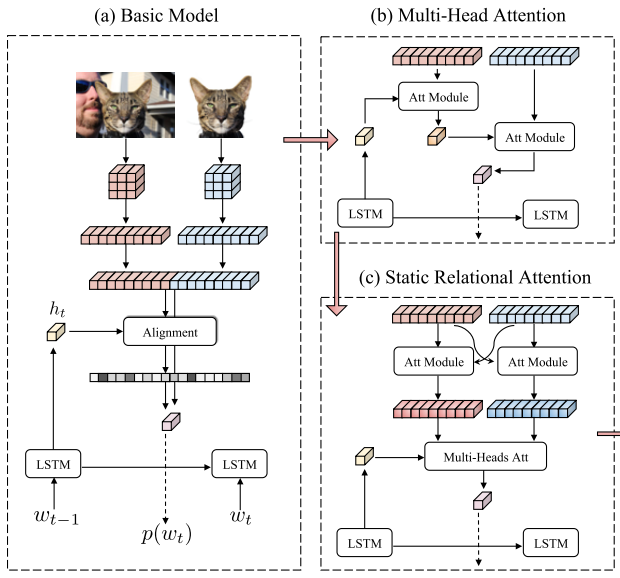 (a) Basic Model
h_t
Alignment
LSTM
LSTM
w_{t-1}
w_t
p(w_t)
(b) Multi-Head Attention
Att Module
Att Module
LSTM
LSTM
(c) Static Relational Attention
Att Module
Att Module
Multi-Heads Att
LSTM
LSTM